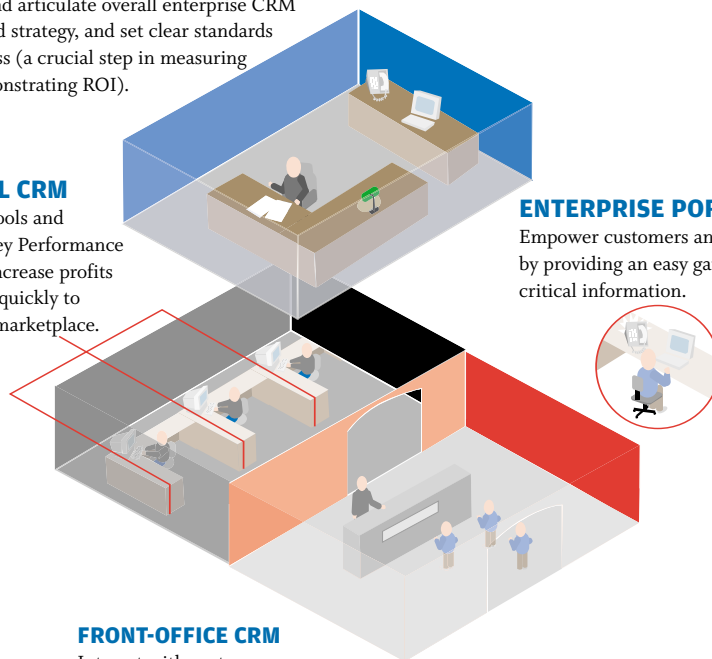 nd articulate overall enterprise CRM
d strategy, and set clear standards
ss (a crucial step in measuring
onstrating ROI).
L CRM
ools and
ey Performance
ncrease profits
quickly to
marketplace.
ENTERPRISE POR
Empower customers an
by providing an easy ga
critical information.
FRONT-OFFICE CRM